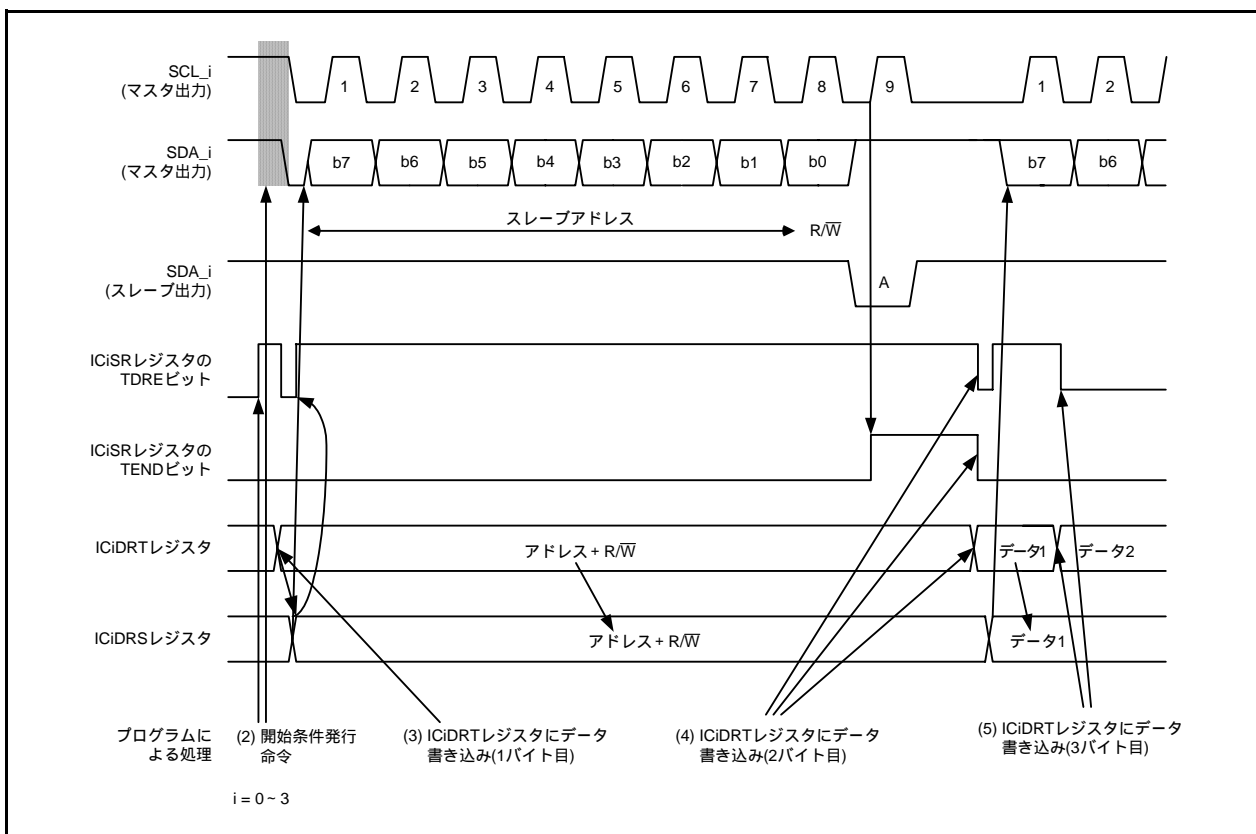 SCL_i
(マスタ出力)
1 2 3 4 5 6 7 8 9 1 2
SDA_i
(マスタ出力)
b7 b6 b5 b4 b3 b2 b1 b0 b7 b6
スレーブアドレス R/W
SDA_i
(スレーブ出力)
A
ICiSRレジスタの
TDREビット
ICiSRレジスタの
TENDビット
ICiDRTレジスタ
アドレス + R/W データ1 データ2
ICiDRSレジスタ
アドレス + R/W データ1
プログラムに
よる処理
(2) 開始条件発行
命令
(3) ICiDRTレジスタにデータ
書き込み(1バイト目)
(4) ICiDRTレジスタにデータ
書き込み(2バイト目)
(5) ICiDRTレジスタにデータ
書き込み(3バイト目)
i = 0 ~ 3